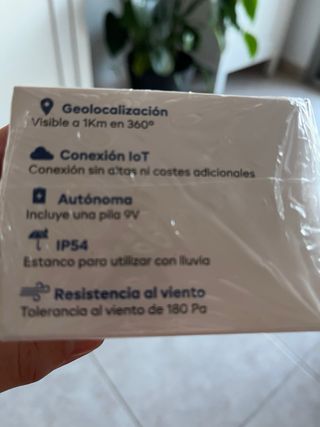 Geolocalización
Visible a 1Km en 360º
Conexión IoT
Conexión sin altas ni costes adicionales
Autónoma
Incluye una pila 9V
IP54
Estanco para utilizar con lluvia
Resistencia al viento
Tolerancia al viento de 180 Pa